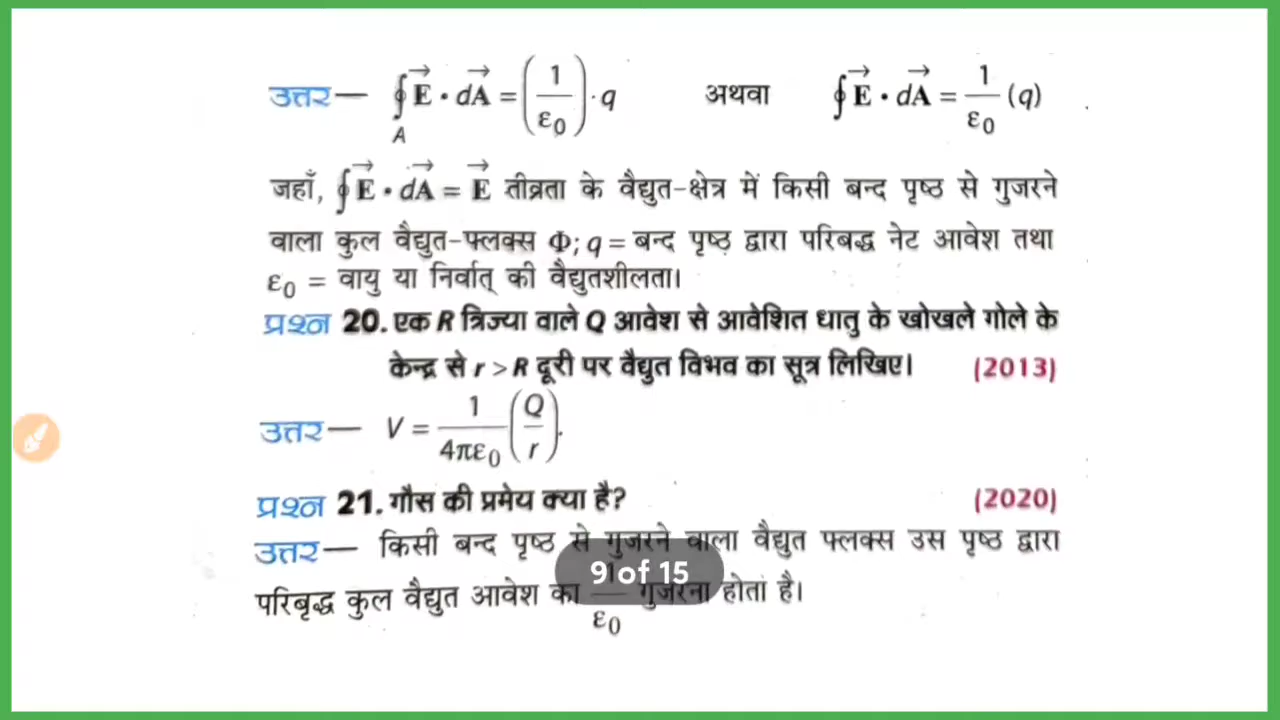 उत्तर— ∮_A E⃗ • dA⃗ = (1/ε₀) · q अथवा ∮ E⃗ • dA⃗ = 1/ε₀ (q)
जहाँ, ∮ E⃗ • dA⃗ = E⃗ तीव्रता के वैद्युत-क्षेत्र में किसी बन्द पृष्ठ से गुजरने
वाला कुल वैद्युत-फ्लक्स Φ; q = बन्द पृष्ठ द्वारा परिबद्ध नेट आवेश तथा
ε₀ = वायु या निर्वात् की वैद्युतशीलता।
प्रश्न 20. एक R त्रिज्या वाले Q आवेश से आवेशित धातु के खोखले गोले के
केन्द्र से r > R दूरी पर वैद्युत विभव का सूत्र लिखिए। (2013)
उत्तर— V = 1/4πε₀ (Q/r).
प्रश्न 21. गौस की प्रमेय क्या है? (2020)
उत्तर— किसी बन्द पृष्ठ से गुजरने वाला वैद्युत फ्लक्स उस पृष्ठ द्वारा
9 of 15
परिबृद्ध कुल वैद्युत आवेश का 1/ε₀ गुजरना होता है।